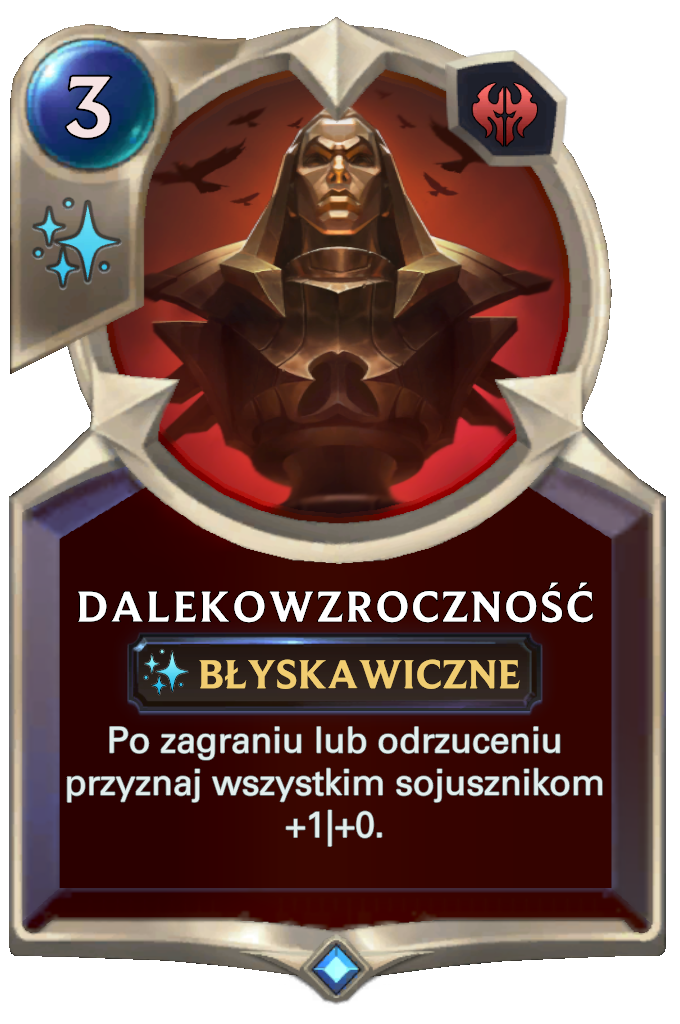 3
DALEKOWZROCZNOŚĆ
BŁYSKAWICZNE
Po zagraniu lub odrzuceniu
przyznaj wszystkim sojusznikom
+1|+0.